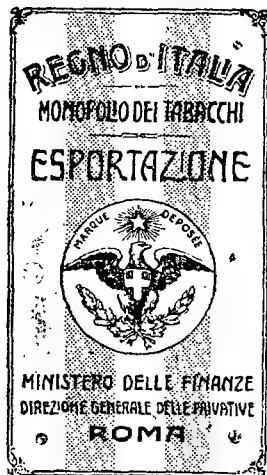 REGNO D'ITALIA
MONOPOLIO DEI TABACCHI
ESPORTAZIONE
MARQUE DEPOSÉE
MINISTERO DELLE FINANZE
DIREZIONE GENERALE DELLE PRIVATIVE
ROMA